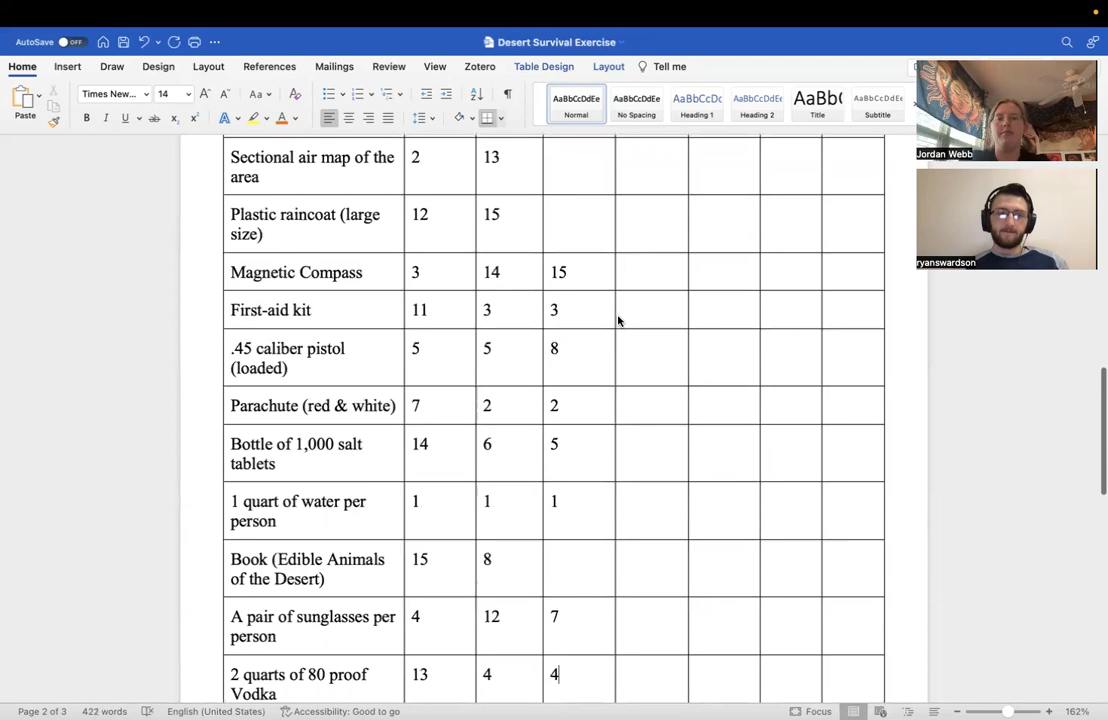 AutoSave OFF
Desert Survival Exercise
Home Insert Draw Design Layout References Mailings Review View Zotero Table Design Layout Tell me
Paste
Times New... 14
AaBbCcDdEe AaBbCcDdEe AaBbCcDc AaBbCcDdEe AaBb( AaBbCcDdEe
Normal No Spacing Heading 1 Heading 2 Title Subtitle
Jordan Webb
ryanswardson
Sectional air map of the 2 13
area
Plastic raincoat (large 12 15
size)
Magnetic Compass 3 14 15
First-aid kit 11 3 3
.45 caliber pistol 5 5 8
(loaded)
Parachute (red & white) 7 2 2
Bottle of 1,000 salt 14 6 5
tablets
1 quart of water per 1 1 1
person
Book (Edible Animals 15 8
of the Desert)
A pair of sunglasses per 4 12 7
person
2 quarts of 80 proof 13 4 4
Vodka
Page 2 of 3 422 words English (United States) Accessibility: Good to go Focus 162%